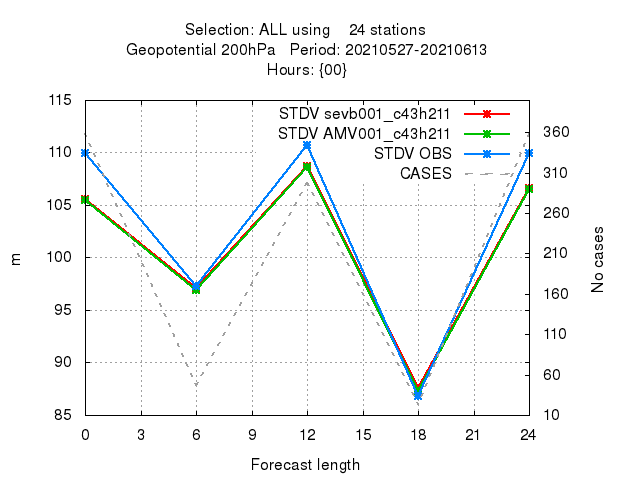 Selection: ALL using    24 stations
Geopotential 200hPa   Period: 20210527-20210613
Hours: {00}
STDV sevb001_c43h211
STDV AMV001_c43h211
STDV OBS
CASES
115
110
105
100
95
90
85
m
360
310
260
210
160
110
60
10
No cases
0 3 6 9 12 15 18 21 24
Forecast length